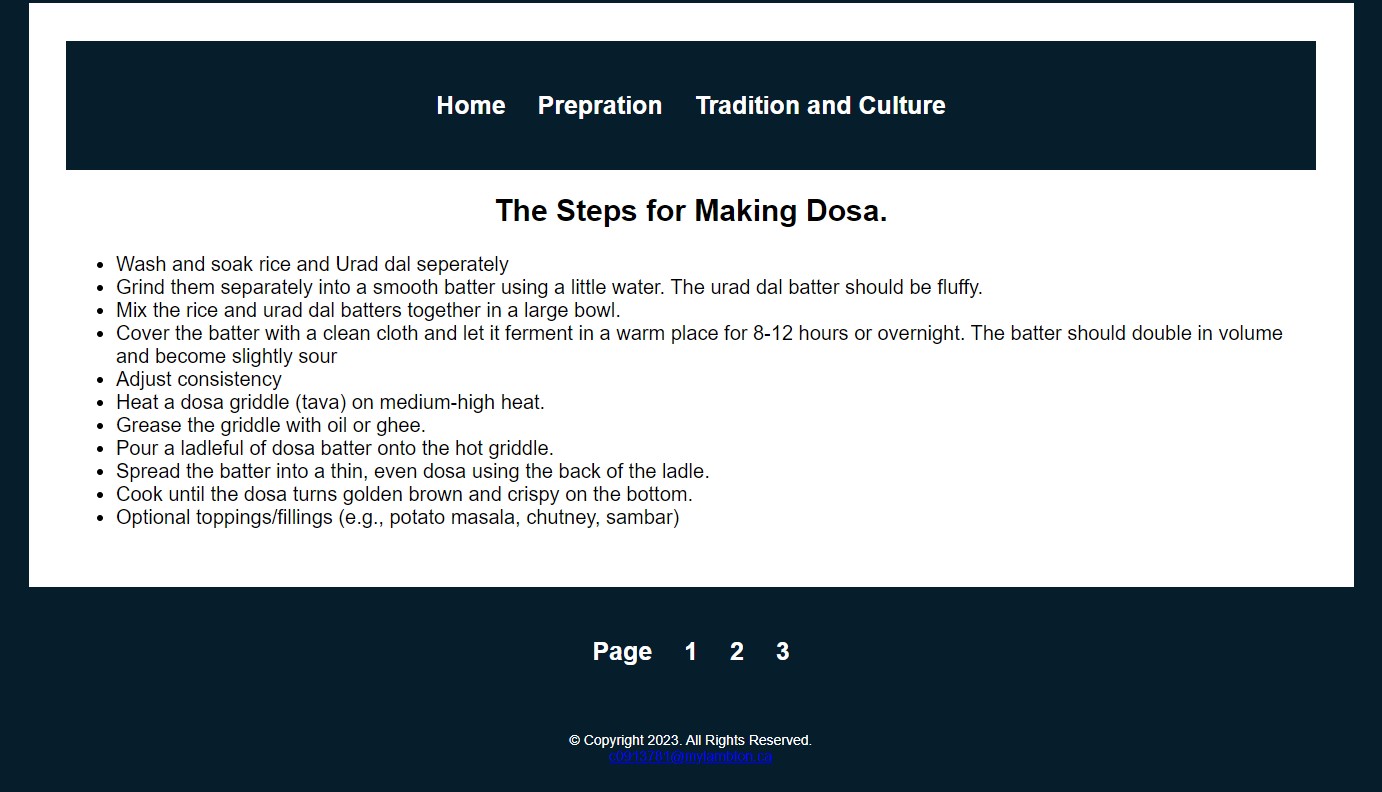 Home Prepration Tradition and Culture
The Steps for Making Dosa.
• Wash and soak rice and Urad dal seperately
• Grind them separately into a smooth batter using a little water. The urad dal batter should be fluffy.
• Mix the rice and urad dal batters together in a large bowl.
• Cover the batter with a clean cloth and let it ferment in a warm place for 8-12 hours or overnight. The batter should double in volume
and become slightly sour
• Adjust consistency
• Heat a dosa griddle (tava) on medium-high heat.
• Grease the griddle with oil or ghee.
• Pour a ladleful of dosa batter onto the hot griddle.
• Spread the batter into a thin, even dosa using the back of the ladle.
• Cook until the dosa turns golden brown and crispy on the bottom.
• Optional toppings/fillings (e.g., potato masala, chutney, sambar)
Page 1 2 3
© Copyright 2023. All Rights Reserved.